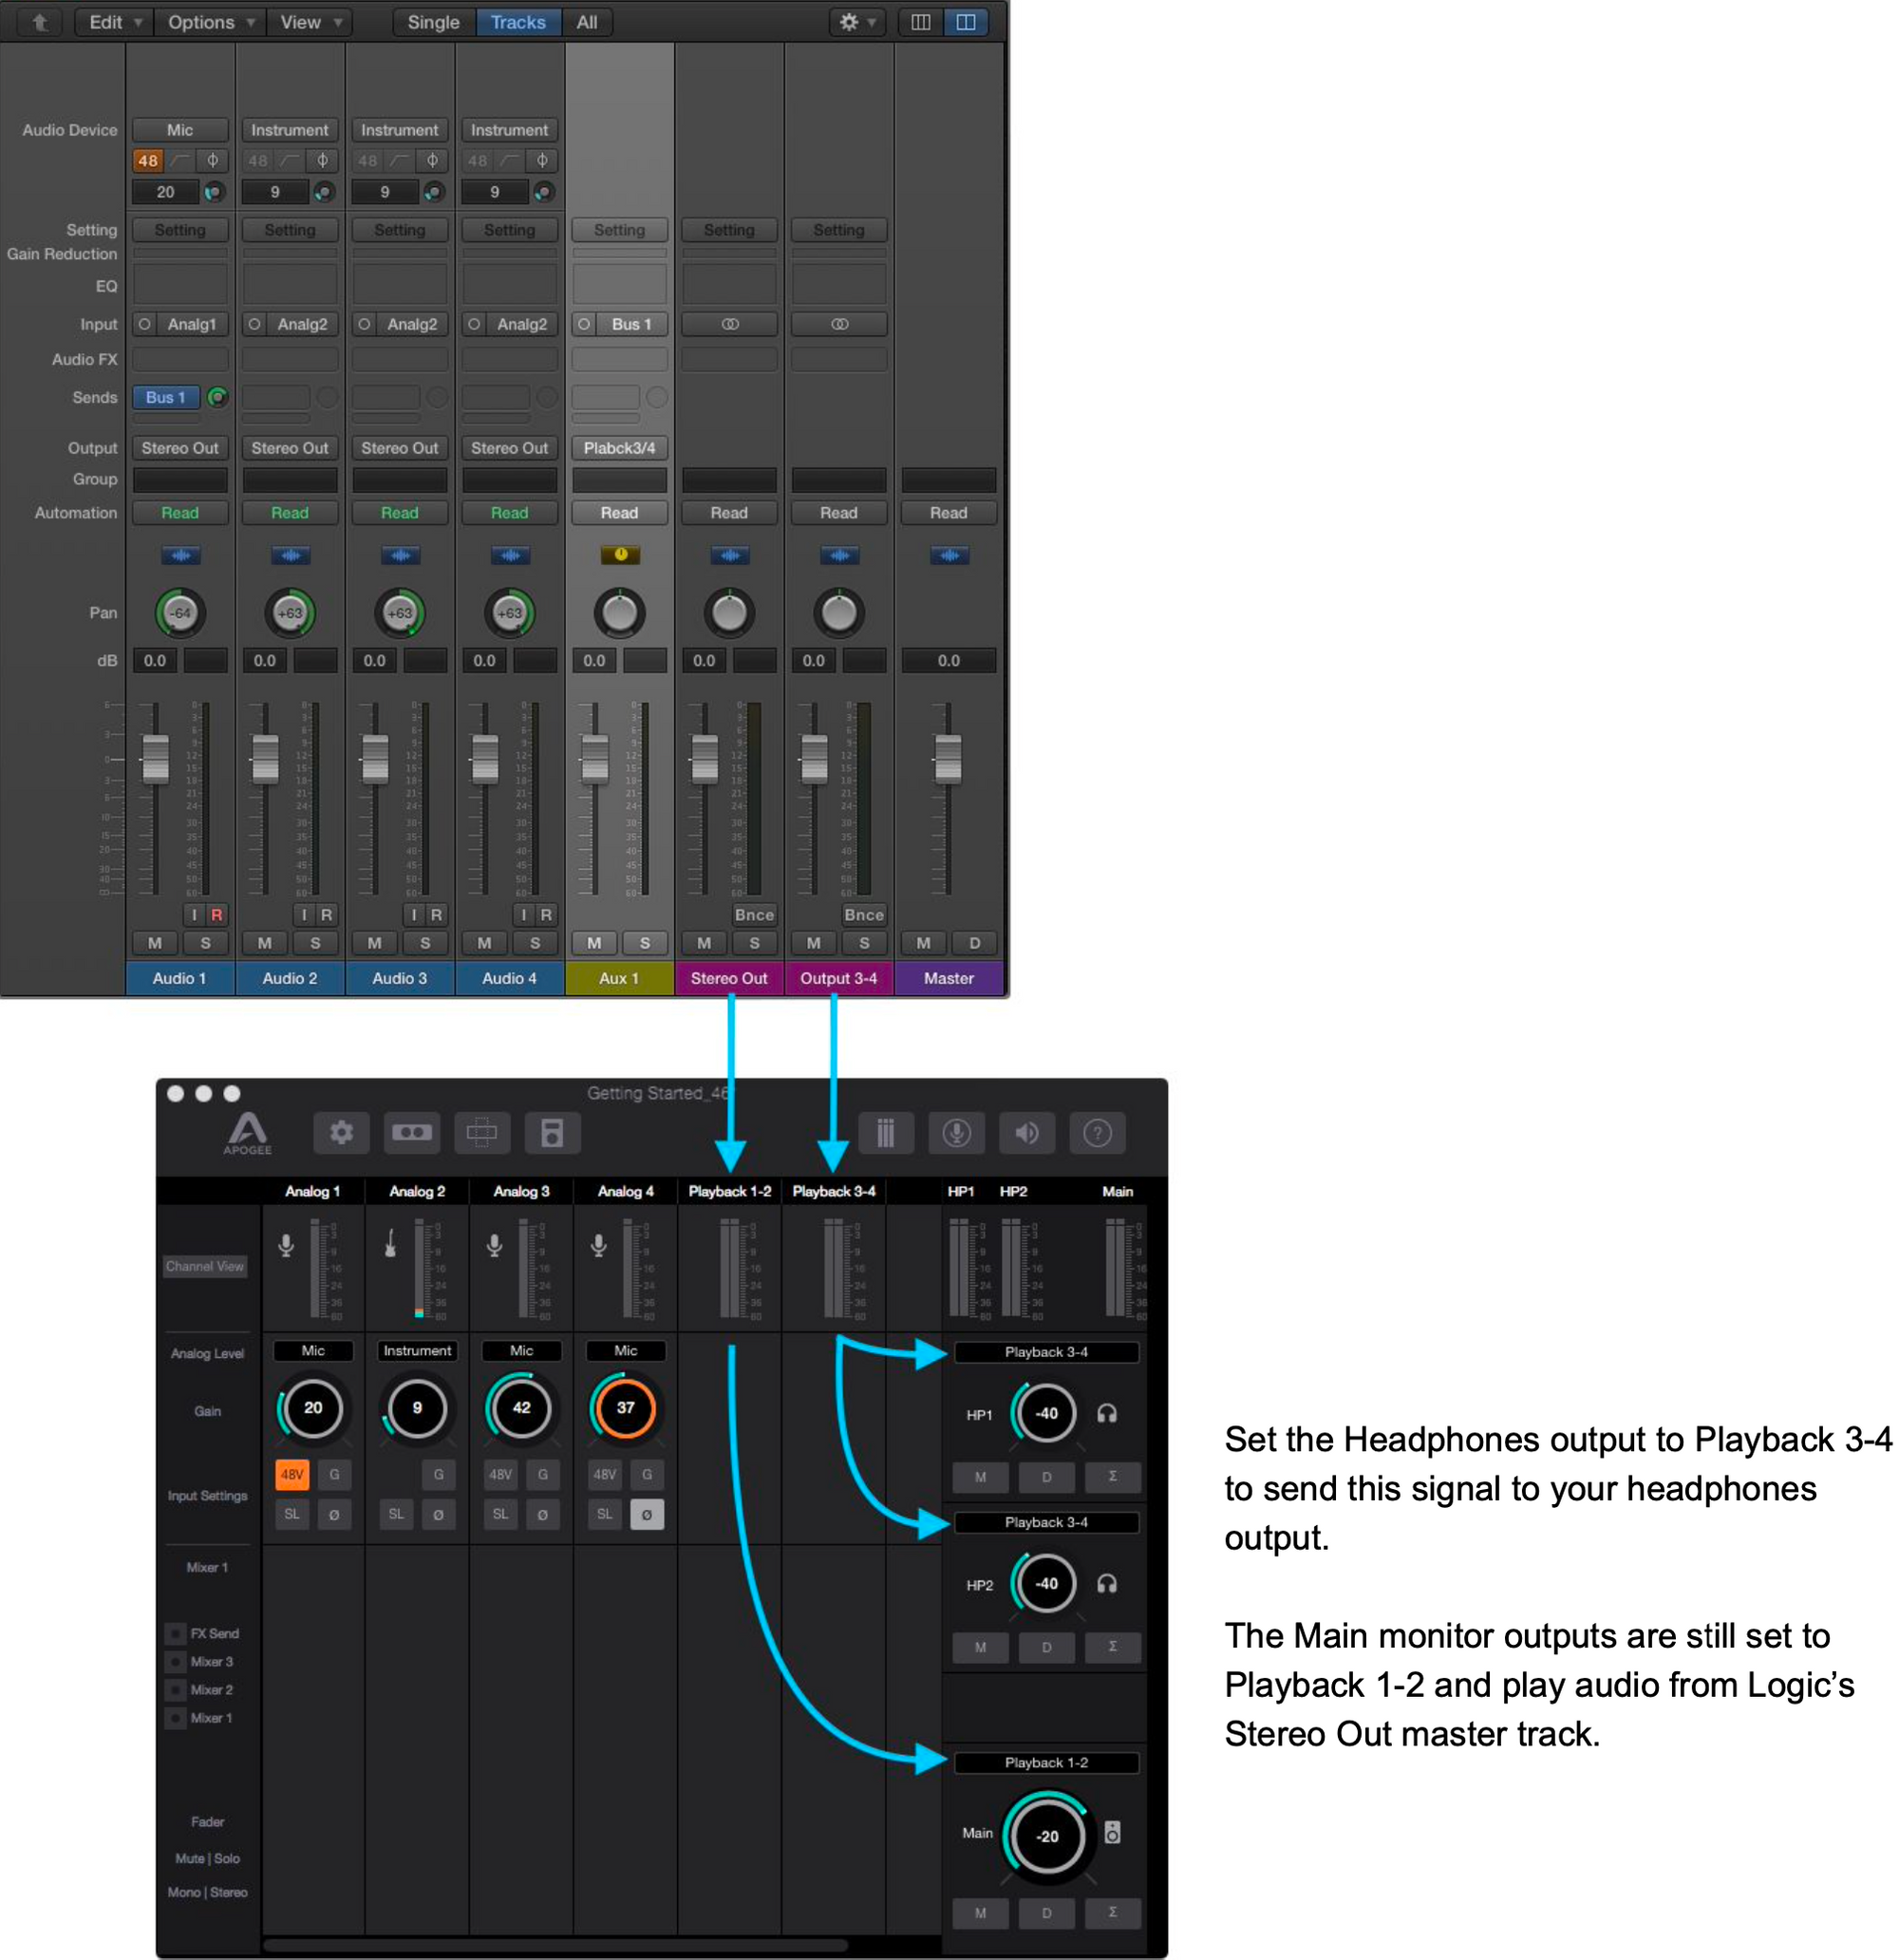 Edit Options View Single Tracks All
Audio Device Mic Instrument Instrument Instrument
48 48 48 48
20 9 9 9
Setting Setting Setting Setting Setting Setting Setting Setting
Gain Reduction
EQ
Input Analg1 Analg2 Analg2 Analg2 Bus 1
Audio FX
Sends Bus 1
Output Stereo Out Stereo Out Stereo Out Stereo Out Plabck3/4
Group
Automation Read Read Read Read Read Read Read Read
Pan -64 +63 +63 +63
dB 0.0 0.0 0.0 0.0 0.0 0.0 0.0 0.0
I R I R I R I R Bnce Bnce
M S M S M S M S M S M S M S M D
Audio 1 Audio 2 Audio 3 Audio 4 Aux 1 Stereo Out Output 3-4 Master
Getting Started_46
APOGEE
Analog 1 Analog 2 Analog 3 Analog 4 Playback 1-2 Playback 3-4 HP1 HP2 Main
Channel View
Analog Level Mic Instrument Mic Mic Playback 3-4
Gain 20 9 42 37 HP1 -40
48V G G 48V G 48V G M D Σ
Input Settings
SL Ø SL Ø SL Ø SL Ø Playback 3-4
Mixer 1 HP2 -40
FX Send M D Σ
Mixer 3
Mixer 2
Mixer 1
Playback 1-2
Fader Main -20
Mute | Solo
Mono | Stereo M D Σ
Set the Headphones output to Playback 3-4
to send this signal to your headphones
output.
The Main monitor outputs are still set to
Playback 1-2 and play audio from Logic’s
Stereo Out master track.